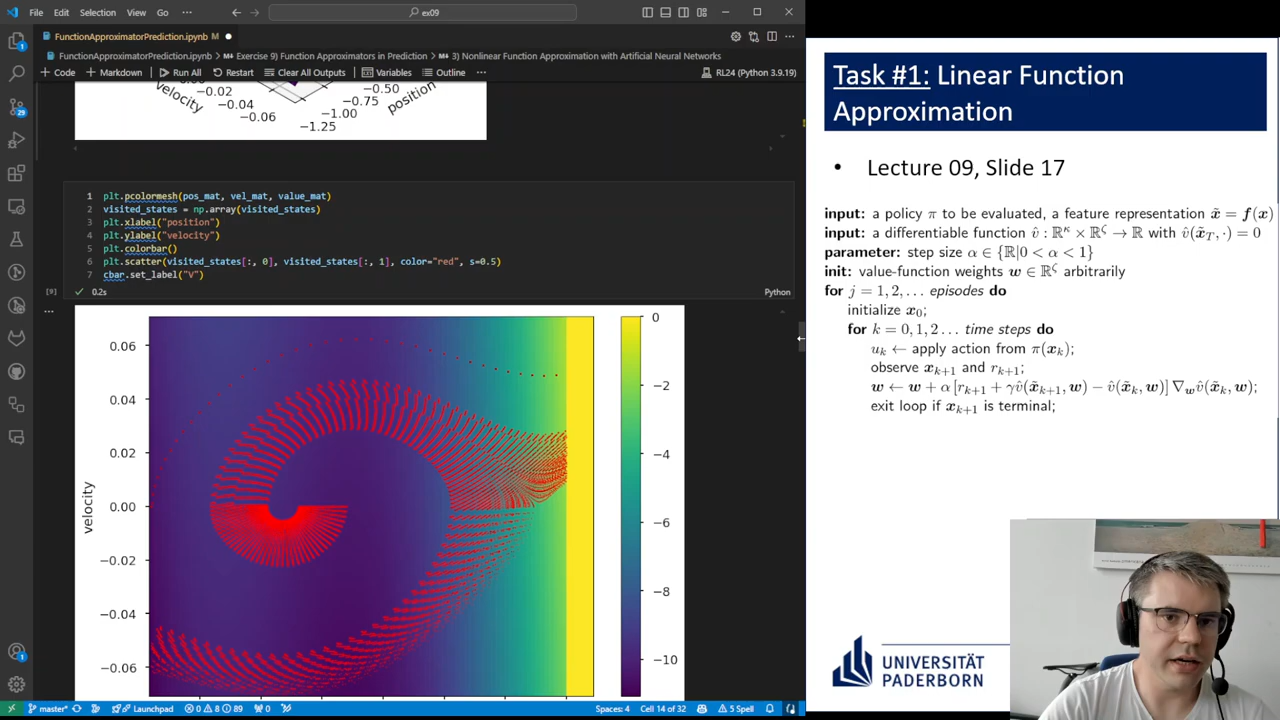 File Edit Selection View Go ··· ex09
FunctionApproximatorPrediction.ipynb M
FunctionApproximatorPrediction.ipynb > Exercise 9) Function Approximators in Prediction > 3) Nonlinear Function Approximation with Artificial Neural Networks
+ Code + Markdown Run All Restart Clear All Outputs Variables Outline ··· RL24 (Python 3.9.19)
velocity
−0.02
−0.04
−0.06
−0.50
−0.75
−1.00
−1.25
position
1 plt.pcolormesh(pos_mat, vel_mat, value_mat)
2 visited_states = np.array(visited_states)
3 plt.xlabel("position")
4 plt.ylabel("velocity")
5 plt.colorbar()
6 plt.scatter(visited_states[:, 0], visited_states[:, 1], color="red", s=0.5)
7 cbar.set_label("V")
[9] 0.2s Python
0.06
0.04
0.02
0.00
−0.02
−0.04
−0.06
velocity
0
−2
−4
−6
−8
−10
master* Launchpad 0 8 89 0 Spaces: 4 Cell 14 of 32 5 Spell
Task #1: Linear Function
Approximation
• Lecture 09, Slide 17
input: a policy π to be evaluated, a feature representation x̃ = f(x)
input: a differentiable function v̂ : ℝ^κ × ℝ^ζ → ℝ with v̂(x̃_T, ·) = 0
parameter: step size α ∈ {ℝ|0 < α < 1}
init: value-function weights w ∈ ℝ^ζ arbitrarily
for j = 1, 2, … episodes do
initialize x₀;
for k = 0, 1, 2 … time steps do
u_k ← apply action from π(x_k);
observe x_{k+1} and r_{k+1};
w ← w + α [r_{k+1} + γv̂(x̃_{k+1}, w) − v̂(x̃_k, w)] ∇_w v̂(x̃_k, w);
exit loop if x_{k+1} is terminal;
UNIVERSITÄT
PADERBORN